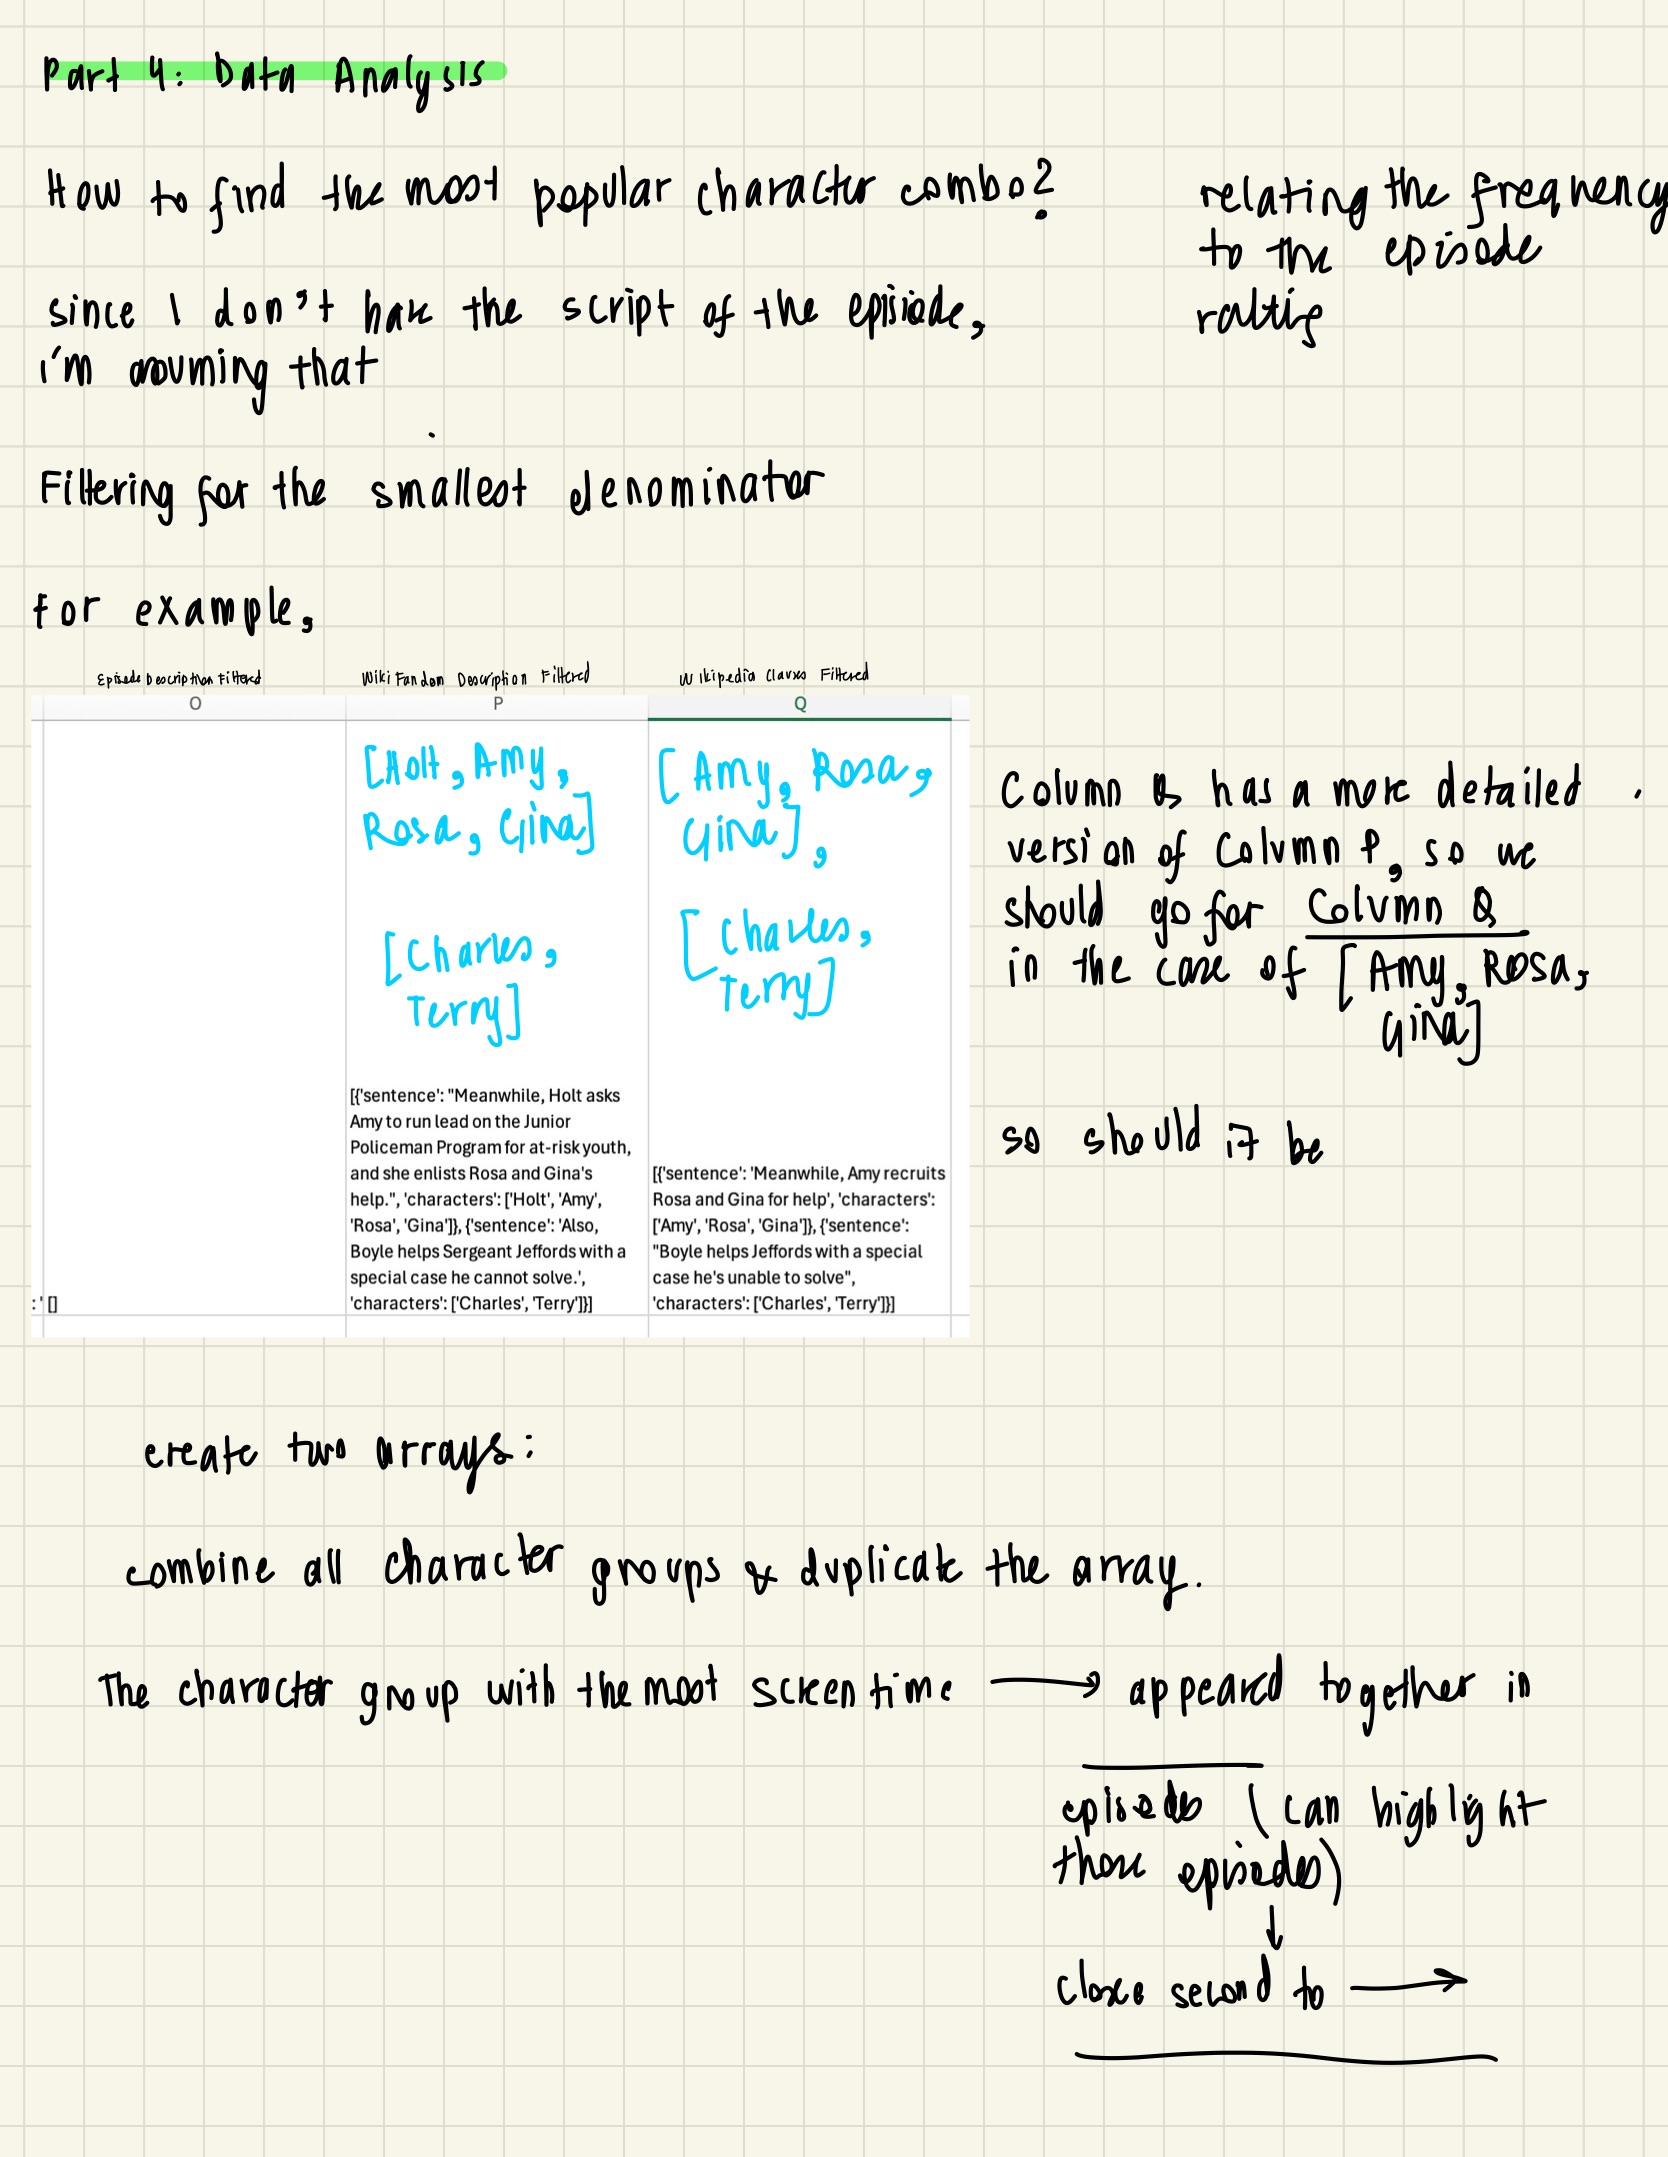 Part 4: Data Analysis
How to find the most popular character combo?
relating the frequency
to the episode
rating
since I don't have the script of the episiode,
i'm assuming that
Filtering for the smallest denominator
for example,
Episode Description Filtered
Wiki Fandom Description Filtered
Wikipedia Clauses Filtered
O
P
Q
[Holt, Amy,
Rosa, Gina]
[Charles,
Terry]
[Amy, Rosa,
Gina],
[Charles,
Terry]
: ' []
[{'sentence': "Meanwhile, Holt asks
Amy to run lead on the Junior
Policeman Program for at-risk youth,
and she enlists Rosa and Gina's
help.", 'characters': ['Holt', 'Amy',
'Rosa', 'Gina']}, {'sentence': 'Also,
Boyle helps Sergeant Jeffords with a
special case he cannot solve.',
'characters': ['Charles', 'Terry']}]
[{'sentence': 'Meanwhile, Amy recruits
Rosa and Gina for help', 'characters':
['Amy', 'Rosa', 'Gina']}, {'sentence':
"Boyle helps Jeffords with a special
case he's unable to solve",
'characters': ['Charles', 'Terry']}]
Column Q has a more detailed
version of Column P, so we
should go for Column Q
in the case of [Amy, Rosa,
Gina]
so should it be
create two arrays:
combine all character groups & duplicate the array.
The character group with the most screen time → appeared together in
episodes (can highlight
those episodes)
↓
close second to →